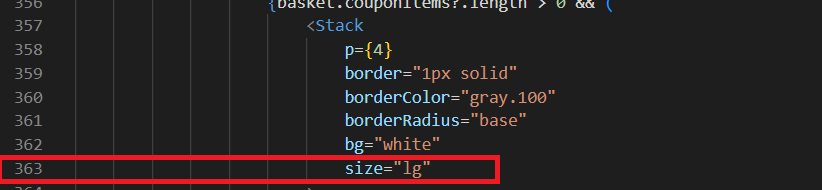 356 {basket.couponItems?.length > 0 && (
357 <Stack
358 p={4}
359 border="1px solid"
360 borderColor="gray.100"
361 borderRadius="base"
362 bg="white"
363 size="lg"
364 >